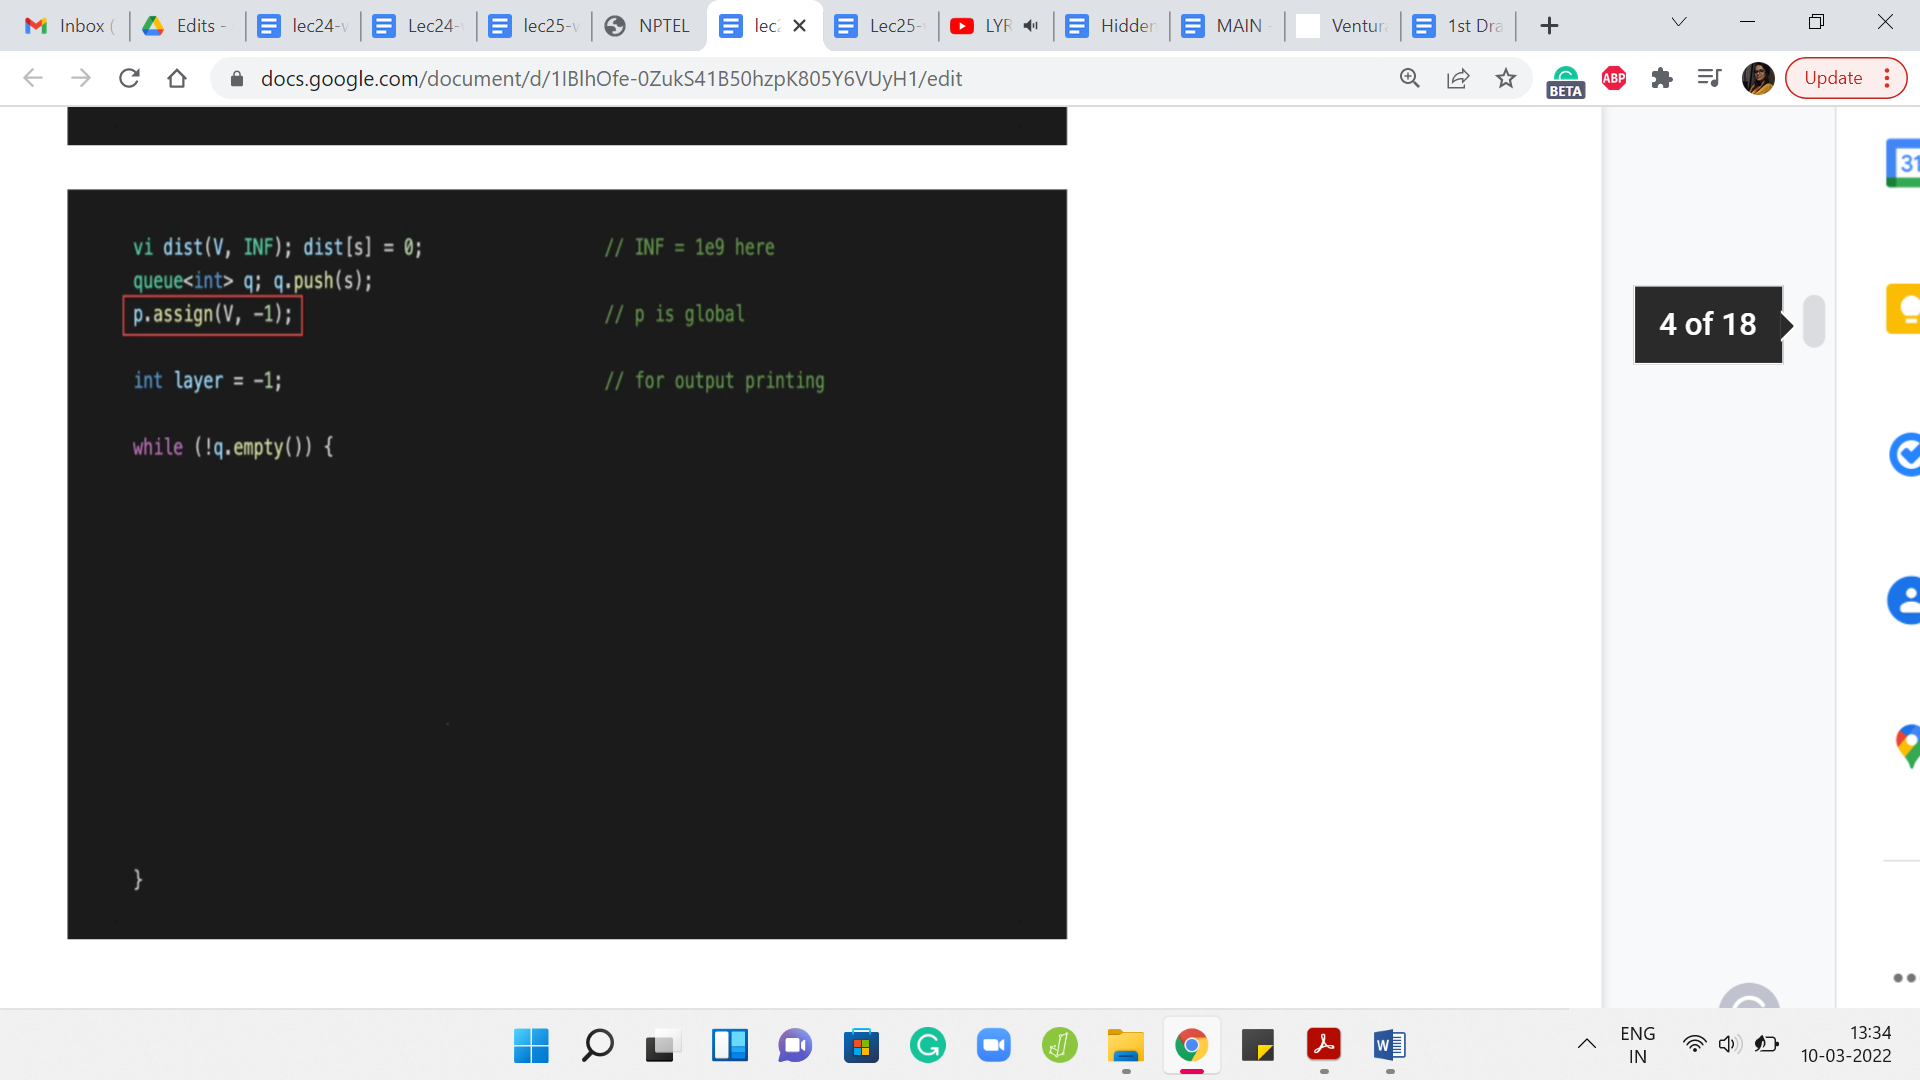 Inbox (
Edits -
lec24-v
Lec24-
lec25-v
NPTEL
lec2
Lec25-
LYR
Hidden
MAIN -
Ventura
1st Dra
docs.google.com/document/d/1IBlhOfe-0ZukS41B50hzpK805Y6VUyH1/edit
BETA
ABP
Update
31
vi dist(V, INF); dist[s] = 0; // INF = 1e9 here
queue<int> q; q.push(s);
p.assign(V, -1); // p is global
int layer = -1; // for output printing
while (!q.empty()) {
}
4 of 18
ENG
IN
13:34
10-03-2022